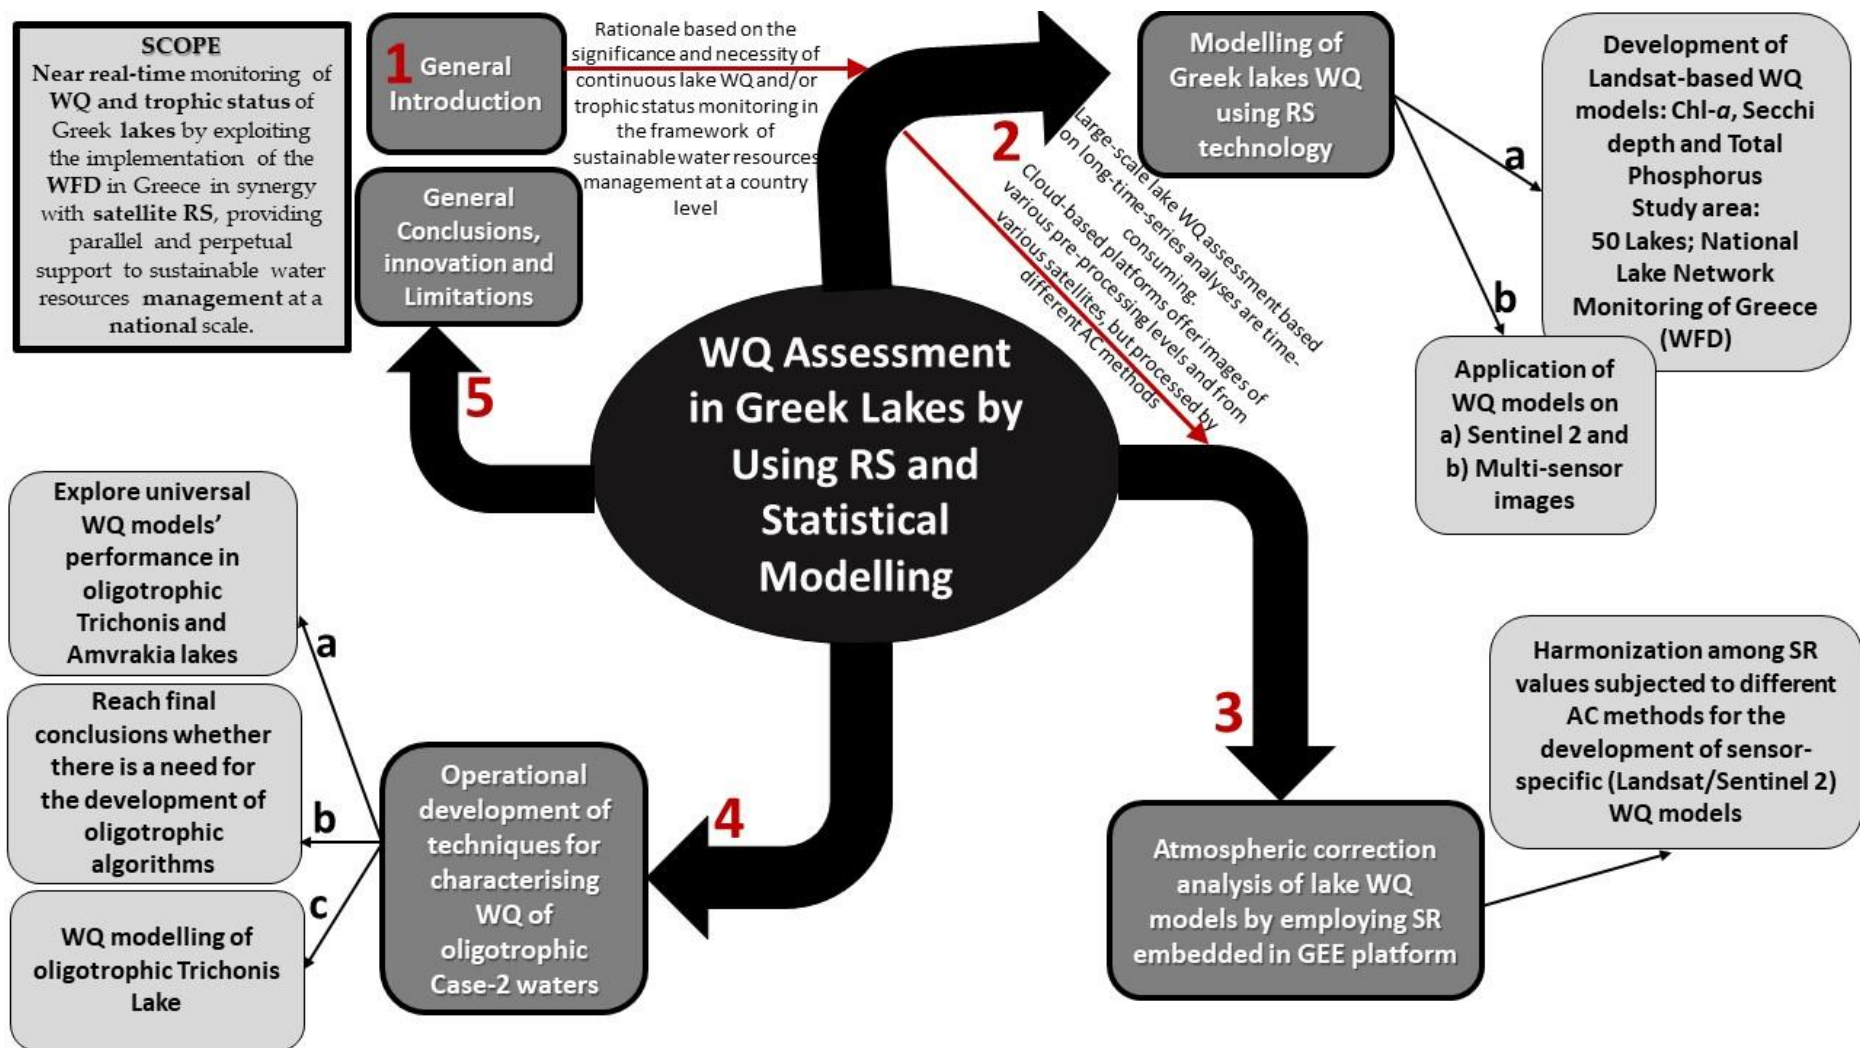 SCOPE
Near real-time monitoring of
WQ and trophic status of
Greek lakes by exploiting
the implementation of the
WFD in Greece in synergy
with satellite RS, providing
parallel and perpetual
support to sustainable water
resources management at a
national scale.
1
General
Introduction
Rationale based on the
significance and necessity of
continuous lake WQ and/or
trophic status monitoring in
the framework of
sustainable water resources
management at a country
level
2
Large-scale lake WQ assessment based
on long-time-series analyses are time-
consuming.
Cloud-based platforms offer images of
various pre-processing levels and from
various satellites, but processed by
different AC methods
Modelling of
Greek lakes WQ
using RS
technology
a
Development of
Landsat-based WQ
models: Chl-a, Secchi
depth and Total
Phosphorus
Study area:
50 Lakes; National
Lake Network
Monitoring of Greece
(WFD)
b
Application of
WQ models on
a) Sentinel 2 and
b) Multi-sensor
images
General
Conclusions,
innovation and
Limitations
5
WQ Assessment
in Greek Lakes by
Using RS and
Statistical
Modelling
3
Atmospheric correction
analysis of lake WQ
models by employing SR
embedded in GEE platform
Harmonization among SR
values subjected to different
AC methods for the
development of sensor-
specific (Landsat/Sentinel 2)
WQ models
4
Operational
development of
techniques for
characterising
WQ of
oligotrophic
Case-2 waters
a
Explore universal
WQ models'
performance in
oligotrophic
Trichonis and
Amvrakia lakes
b
Reach final
conclusions whether
there is a need for
the development of
oligotrophic
algorithms
c
WQ modelling of
oligotrophic Trichonis
Lake